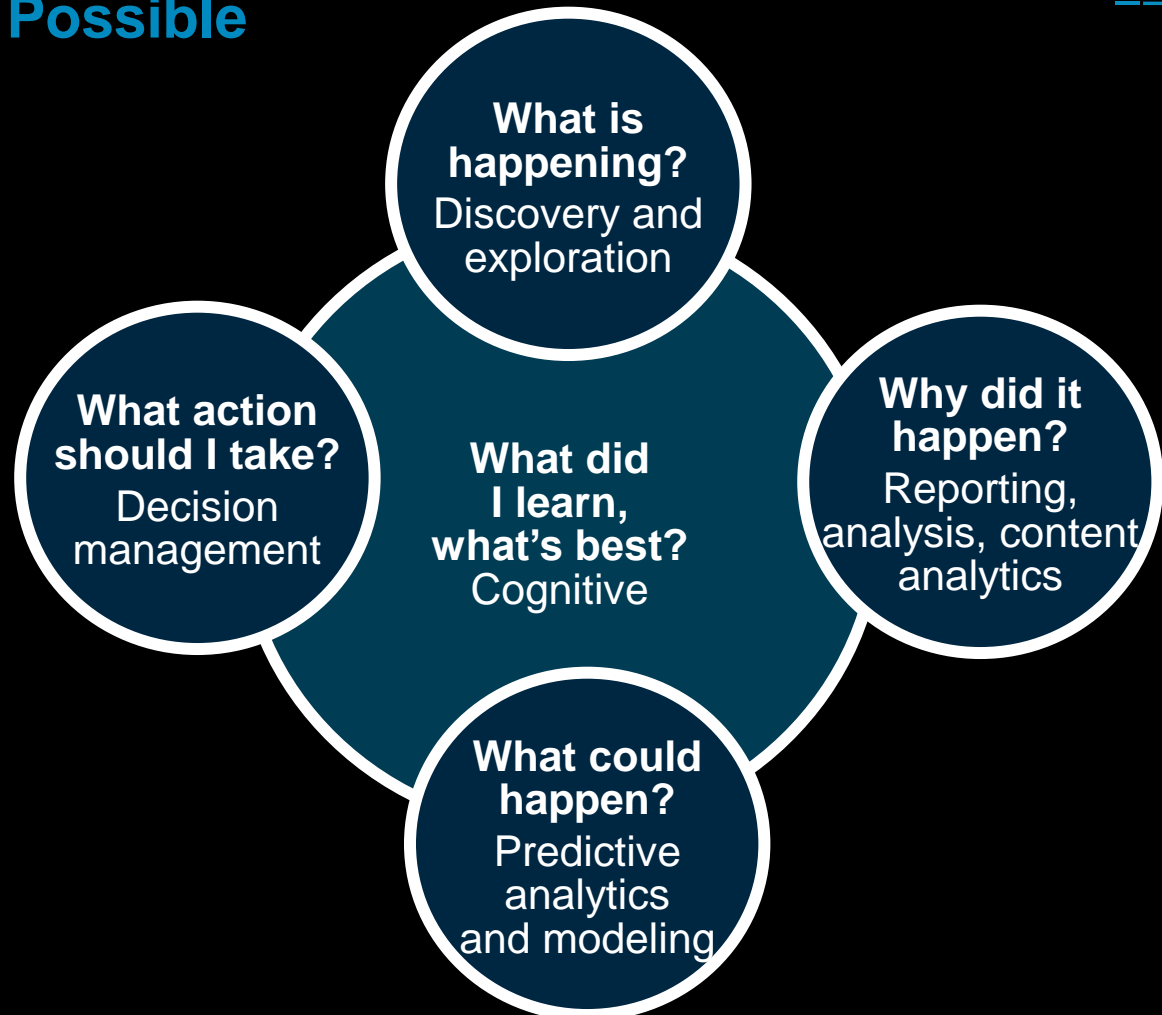 Possible
What is
happening?
Discovery and
exploration
What action
should I take?
Decision
management
What did
I learn,
what's best?
Cognitive
Why did it
happen?
Reporting,
analysis, content
analytics
What could
happen?
Predictive
analytics
and modeling